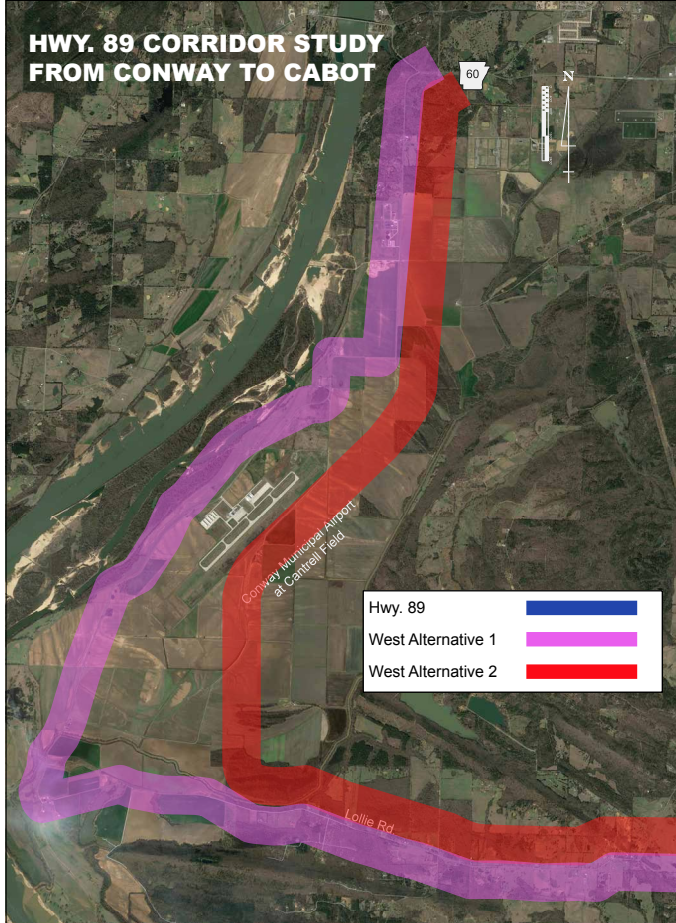 HWY. 89 CORRIDOR STUDY
FROM CONWAY TO CABOT
60
N
Conway Municipal Airport
at Cantrell Field
Hwy. 89
West Alternative 1
West Alternative 2
Lollie Rd